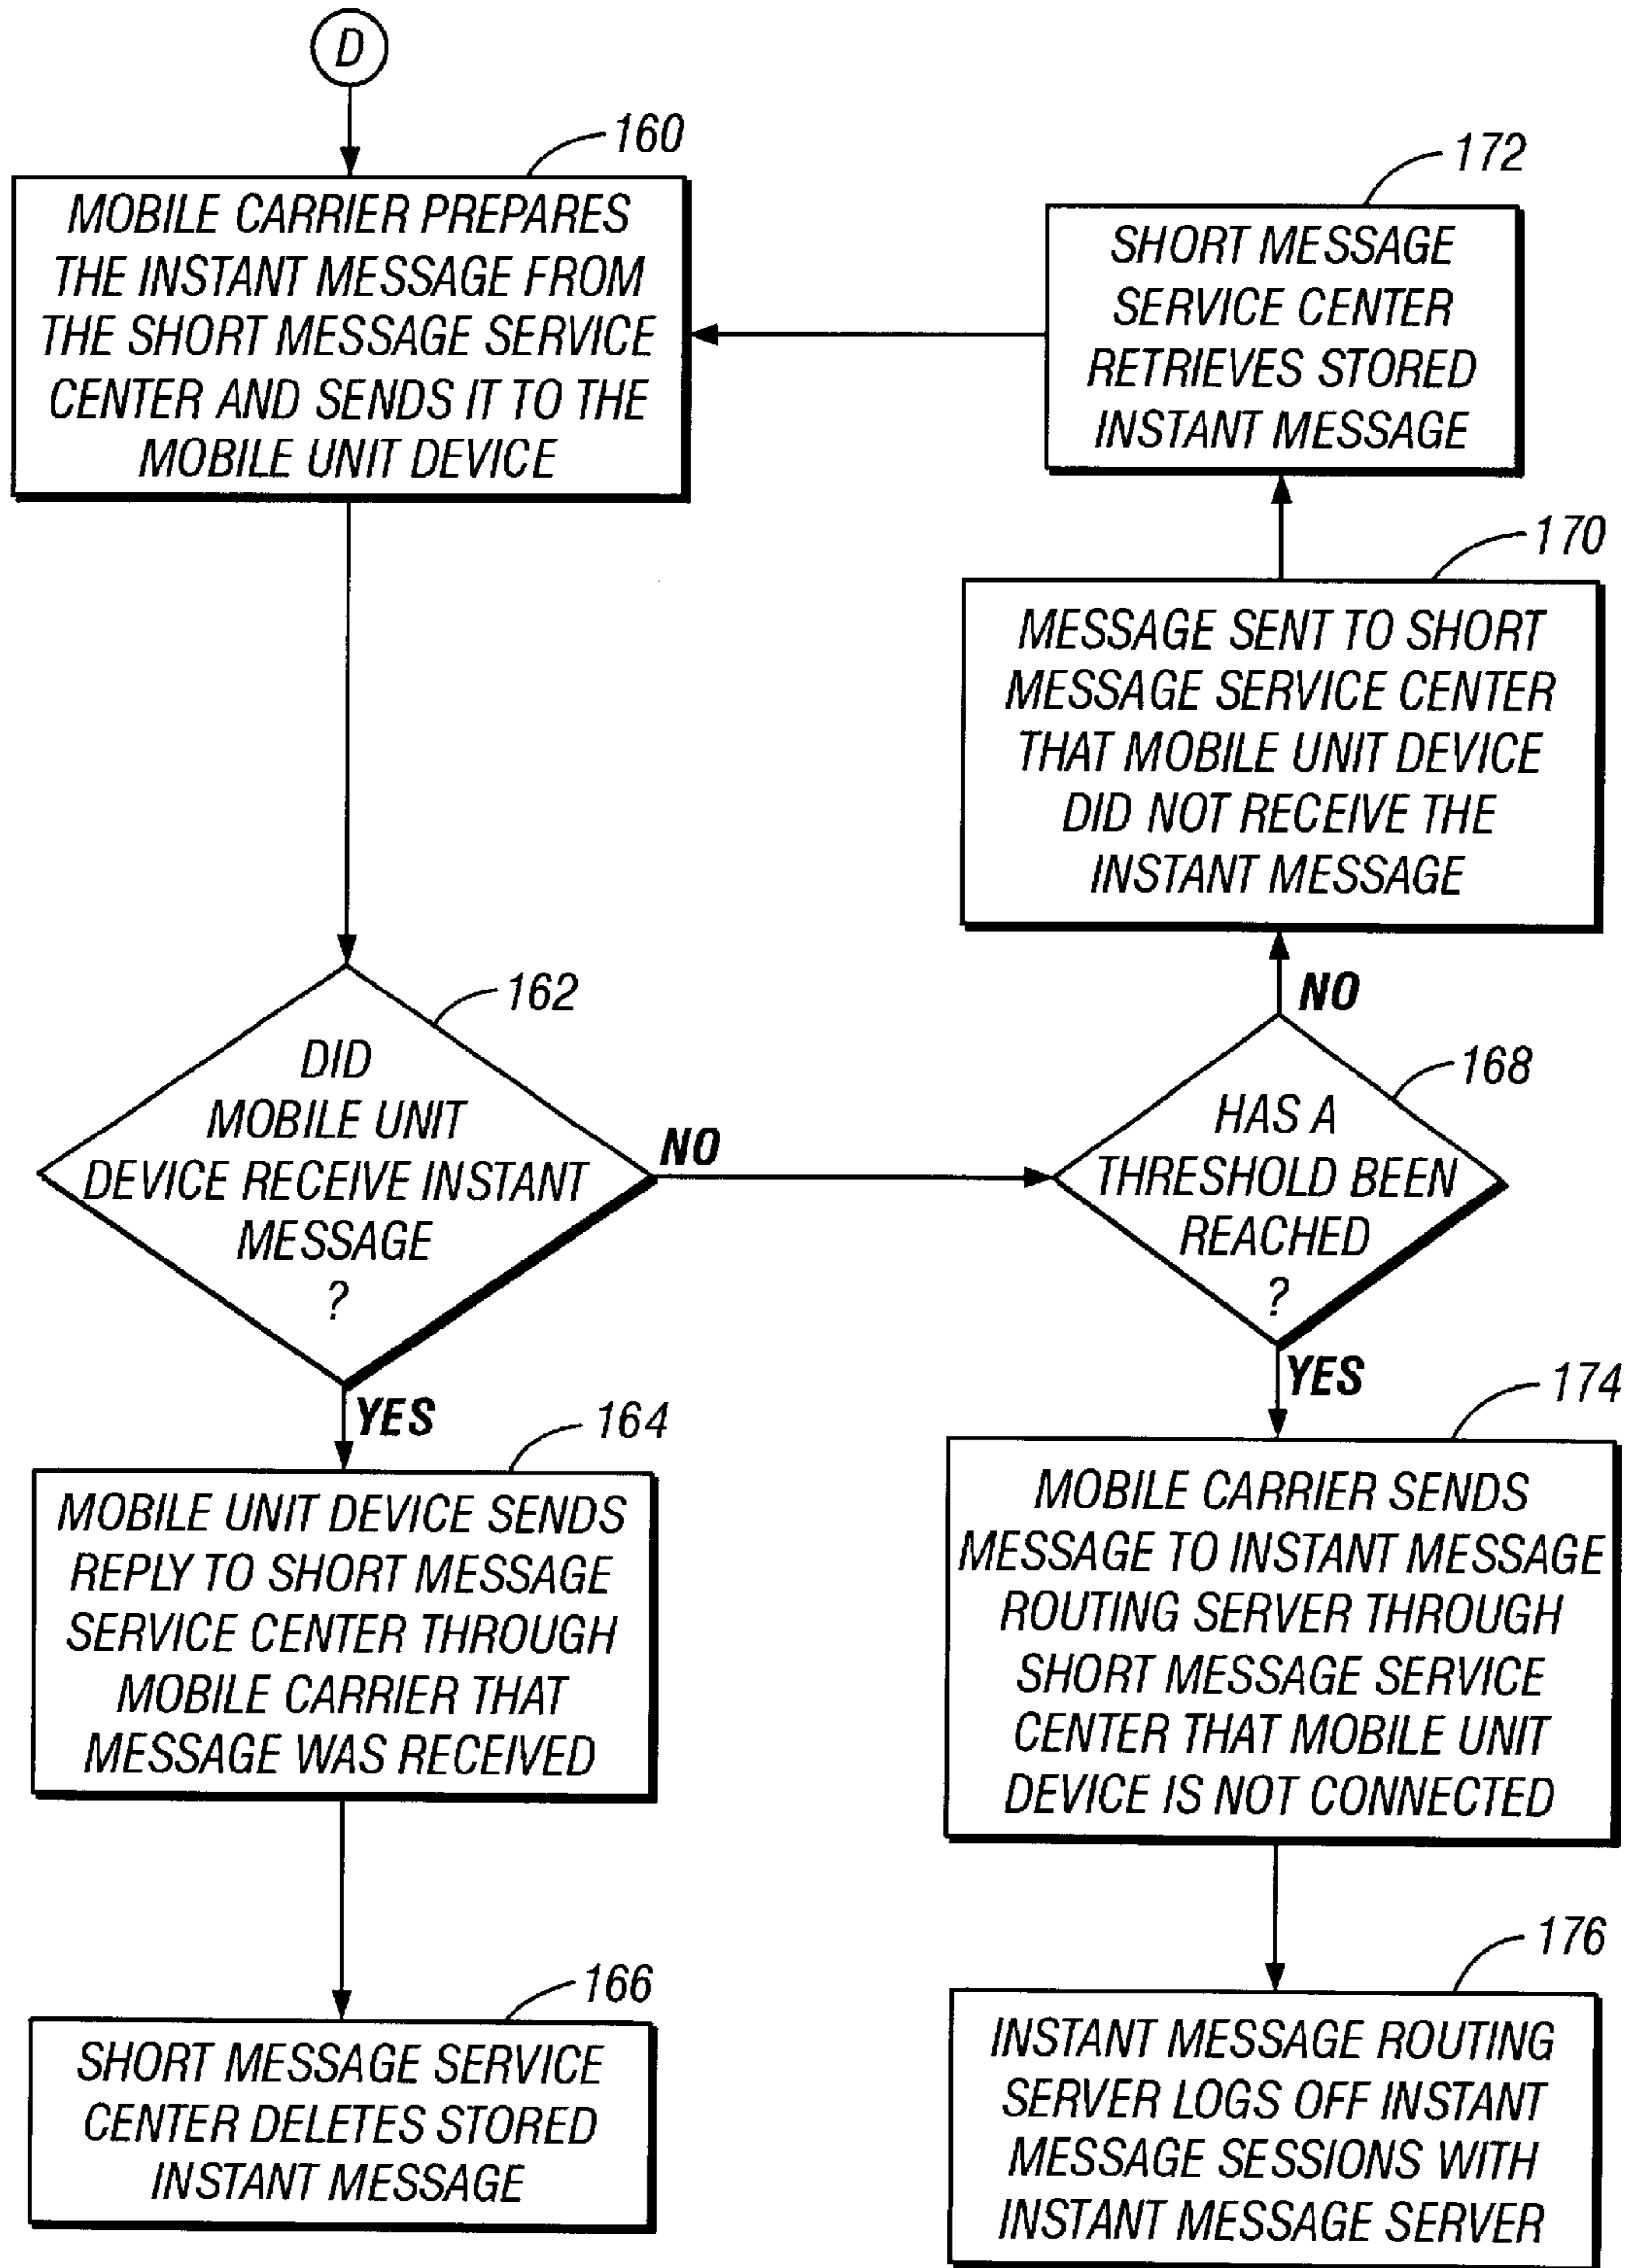 D
160
MOBILE CARRIER PREPARES
THE INSTANT MESSAGE FROM
THE SHORT MESSAGE SERVICE
CENTER AND SENDS IT TO THE
MOBILE UNIT DEVICE
172
SHORT MESSAGE
SERVICE CENTER
RETRIEVES STORED
INSTANT MESSAGE
170
MESSAGE SENT TO SHORT
MESSAGE SERVICE CENTER
THAT MOBILE UNIT DEVICE
DID NOT RECEIVE THE
INSTANT MESSAGE
162
DID
MOBILE UNIT
DEVICE RECEIVE INSTANT
MESSAGE
?
NO
NO
168
HAS A
THRESHOLD BEEN
REACHED
?
YES
164
MOBILE UNIT DEVICE SENDS
REPLY TO SHORT MESSAGE
SERVICE CENTER THROUGH
MOBILE CARRIER THAT
MESSAGE WAS RECEIVED
YES
174
MOBILE CARRIER SENDS
MESSAGE TO INSTANT MESSAGE
ROUTING SERVER THROUGH
SHORT MESSAGE SERVICE
CENTER THAT MOBILE UNIT
DEVICE IS NOT CONNECTED
166
SHORT MESSAGE SERVICE
CENTER DELETES STORED
INSTANT MESSAGE
176
INSTANT MESSAGE ROUTING
SERVER LOGS OFF INSTANT
MESSAGE SESSIONS WITH
INSTANT MESSAGE SERVER